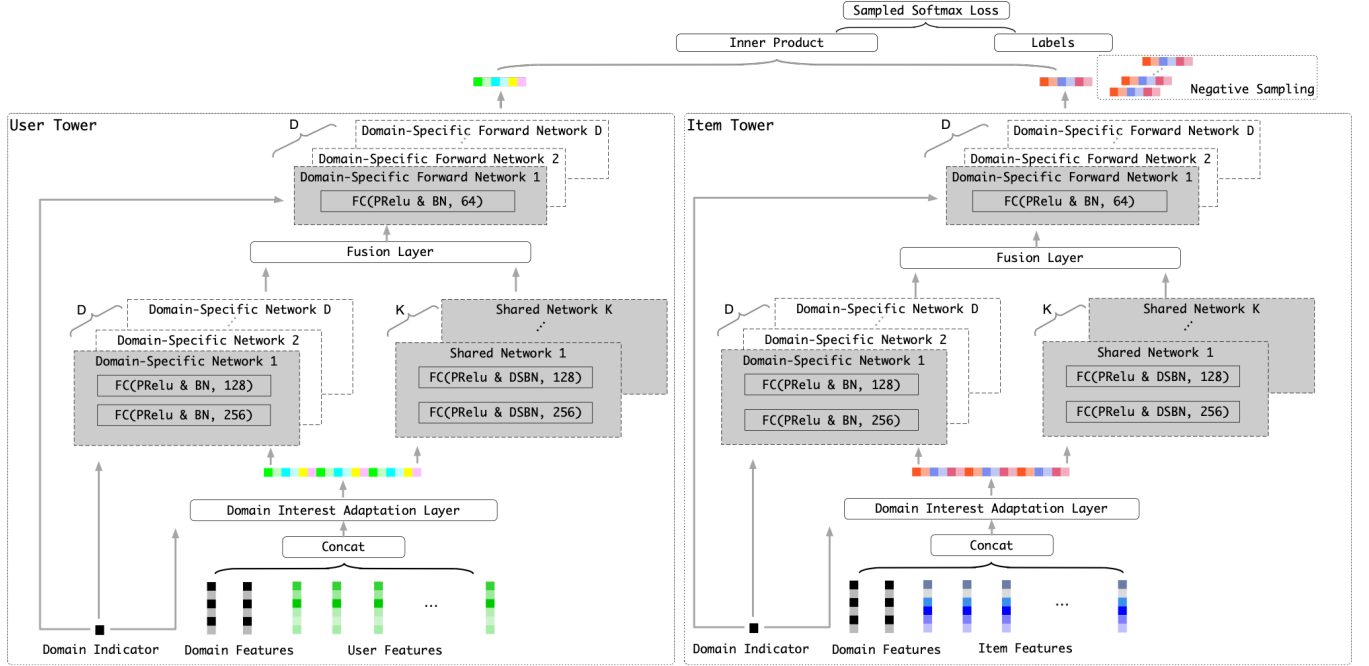 Sampled Softmax Loss
Inner Product
Labels
Negative Sampling
User Tower
D
Domain-Specific Forward Network D
Domain-Specific Forward Network 2
Domain-Specific Forward Network 1
FC(PRelu & BN, 64)
Fusion Layer
D
Domain-Specific Network D
Domain-Specific Network 2
Domain-Specific Network 1
FC(PRelu & BN, 128)
FC(PRelu & BN, 256)
K
Shared Network K
Shared Network 1
FC(PRelu & DSBN, 128)
FC(PRelu & DSBN, 256)
Domain Interest Adaptation Layer
Concat
...
Domain Indicator
Domain Features
User Features
Item Tower
D
Domain-Specific Forward Network D
Domain-Specific Forward Network 2
Domain-Specific Forward Network 1
FC(PRelu & BN, 64)
Fusion Layer
D
Domain-Specific Network D
Domain-Specific Network 2
Domain-Specific Network 1
FC(PRelu & BN, 128)
FC(PRelu & BN, 256)
K
Shared Network K
Shared Network 1
FC(PRelu & DSBN, 128)
FC(PRelu & DSBN, 256)
Domain Interest Adaptation Layer
Concat
...
Domain Indicator
Domain Features
Item Features